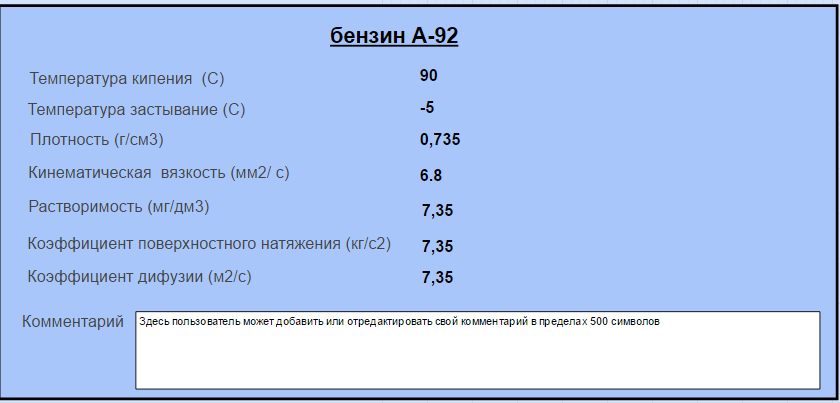 бензин А-92
Температура кипения (С) 90
Температура застывание (С) -5
Плотность (г/см3) 0,735
Кинематическая вязкость (мм2/ с) 6.8
Растворимость (мг/дм3) 7,35
Коэффициент поверхностного натяжения (кг/с2) 7,35
Коэффициент дифузии (м2/с) 7,35
Комментарий Здесь пользователь может добавить или отредактировать свой комментарий в пределах 500 символов